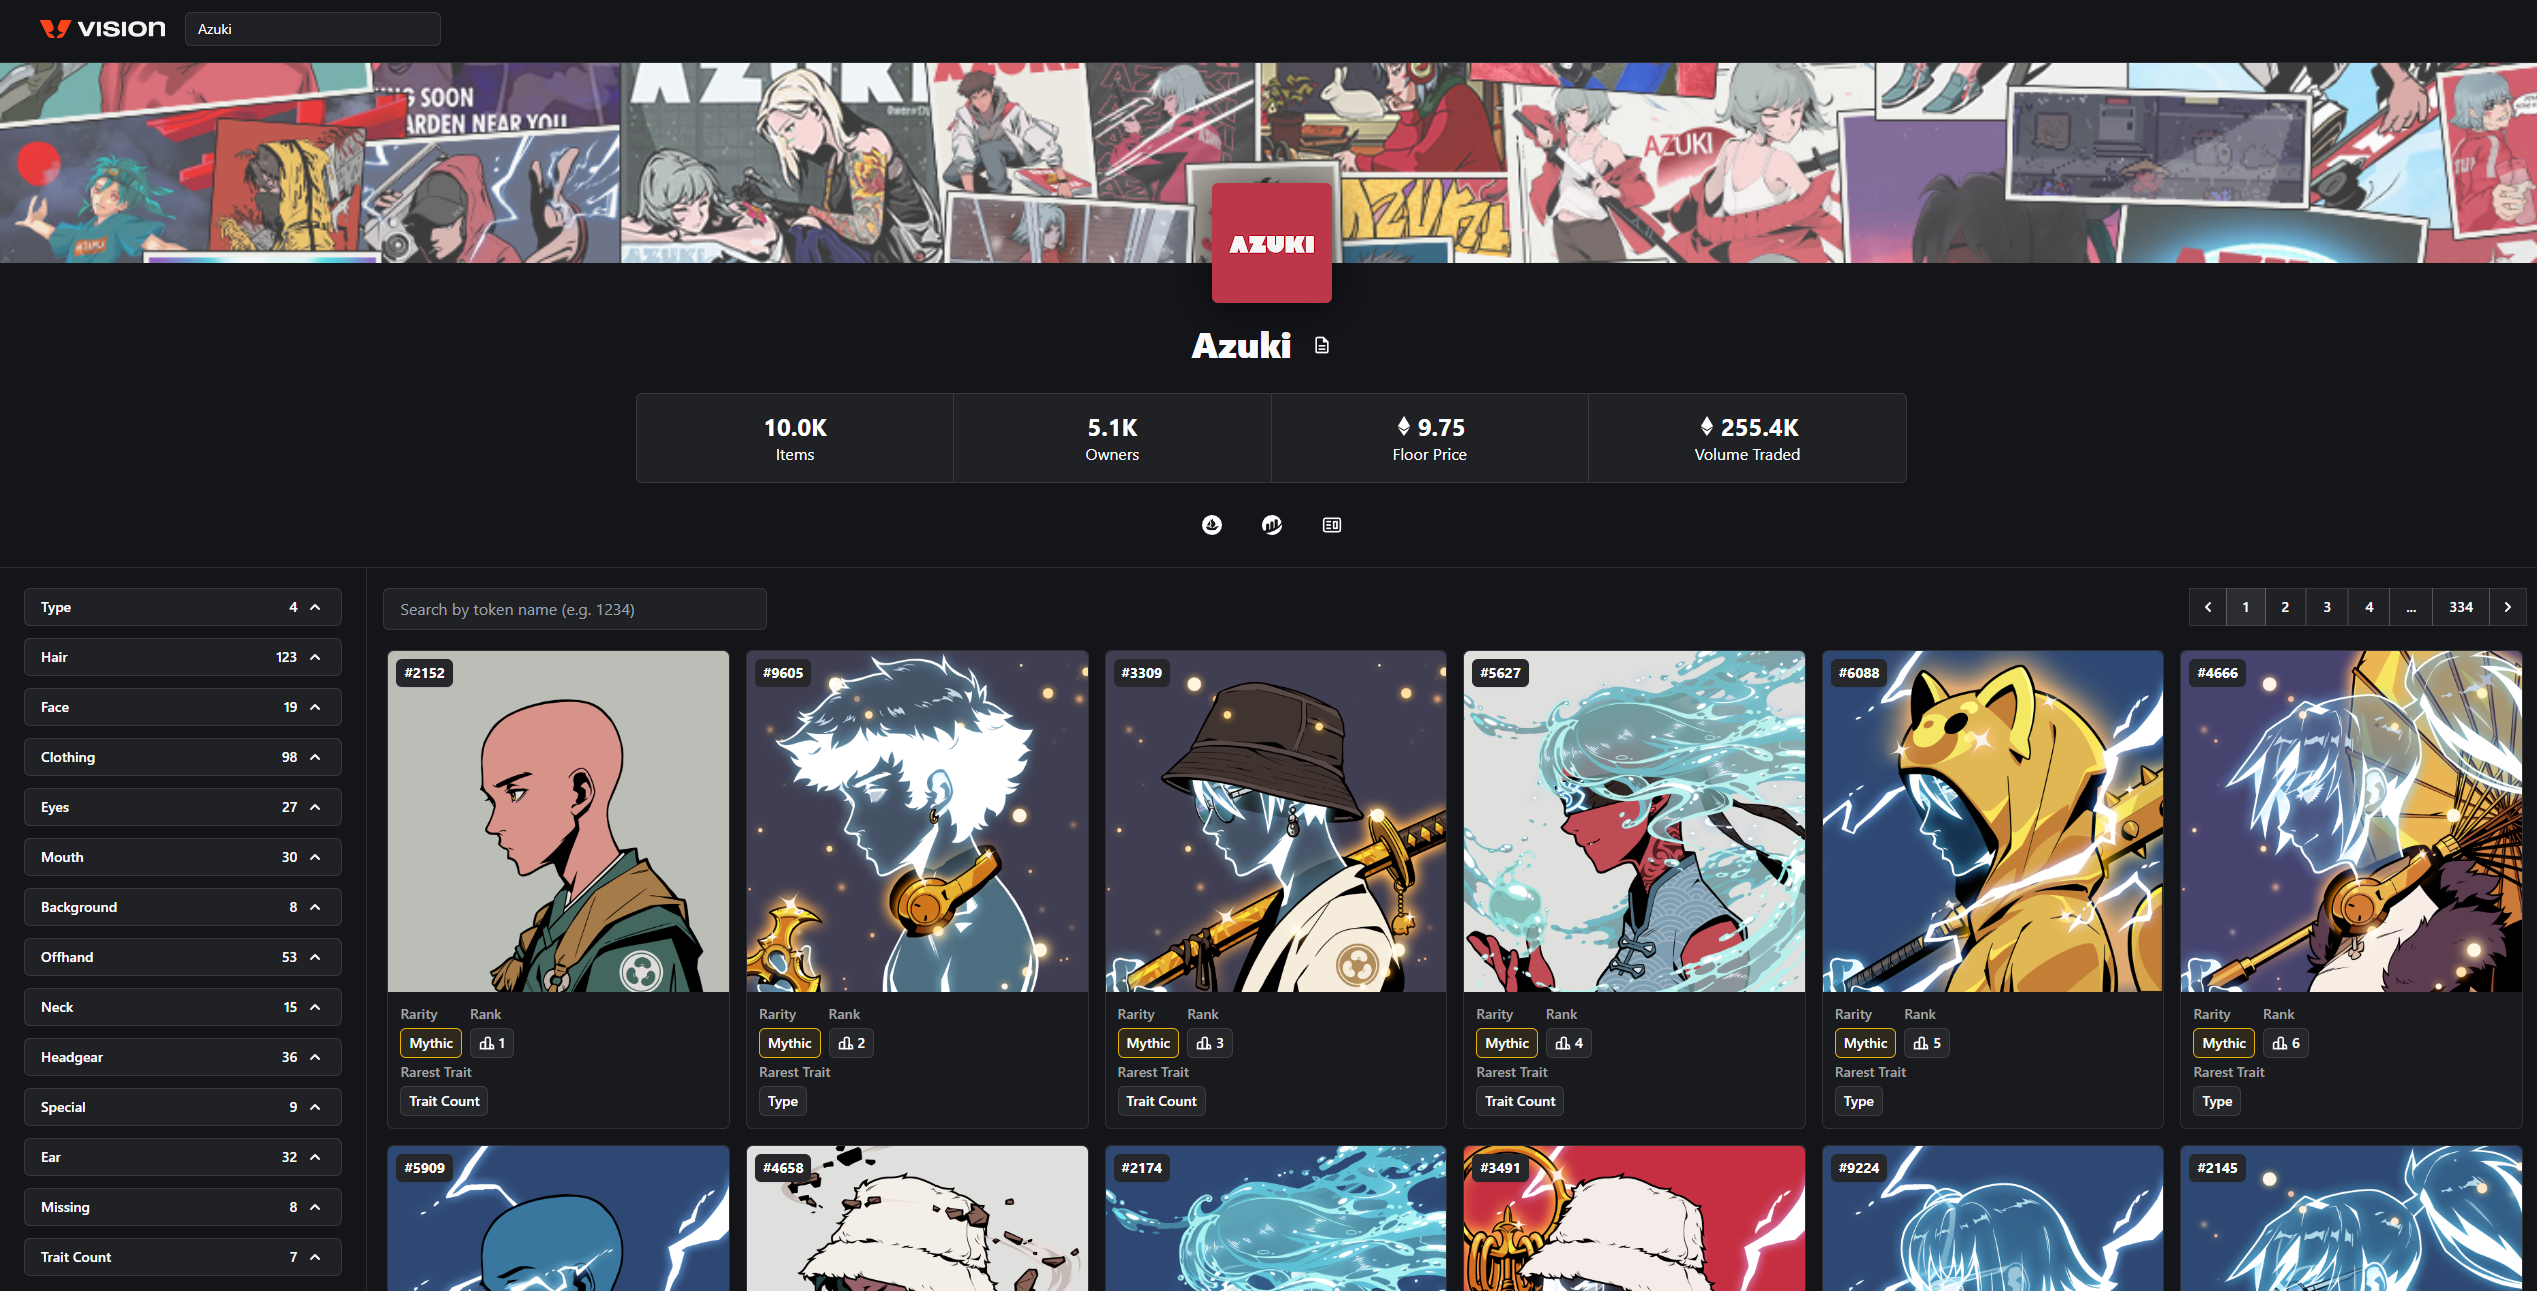 VISION
Azuki
G SOON
ARDEN NEAR YOU
AZUKI
AZUKI
AZUKI
AZUKI
Azuki
10.0K
Items
5.1K
Owners
9.75
Floor Price
255.4K
Volume Traded
Type 4
Hair 123
Face 19
Clothing 98
Eyes 27
Mouth 30
Background 8
Offhand 53
Neck 15
Headgear 36
Special 9
Ear 32
Missing 8
Trait Count 7
Search by token name (e.g. 1234)
1 2 3 4 ... 334
#2152
Rarity Rank
Mythic 1
Rarest Trait
Trait Count
#9605
Rarity Rank
Mythic 2
Rarest Trait
Type
#3309
Rarity Rank
Mythic 3
Rarest Trait
Trait Count
#5627
Rarity Rank
Mythic 4
Rarest Trait
Trait Count
#6088
Rarity Rank
Mythic 5
Rarest Trait
Type
#4666
Rarity Rank
Mythic 6
Rarest Trait
Type
#5909
#4658
#2174
#3491
#9224
#2145